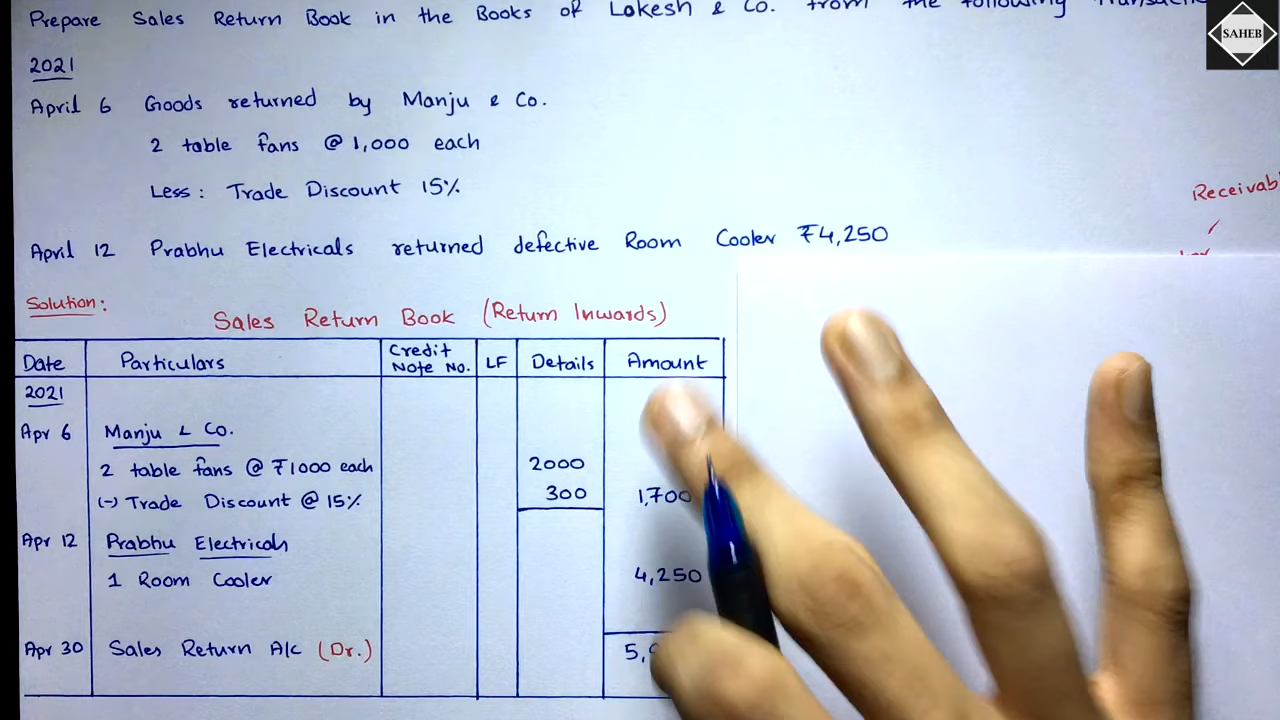 Prepare Sales Return Book in the Books of Lokesh & Co. from the following
SAHEB
2021
April 6 Goods returned by Manju & Co.
2 table fans @ 1,000 each
Less: Trade Discount 15%
April 12 Prabhu Electricals returned defective Room Cooler ₹4,250
Solution:
Sales Return Book (Return Inwards)
Date Particulars Credit Note No. LF Details Amount
2021
Apr 6 Manju & Co.
2 table fans @ ₹1000 each 2000
(-) Trade Discount @ 15% 300 1,700
Apr 12 Prabhu Electricals
1 Room Cooler 4,250
Apr 30 Sales Return A/c (Dr.)